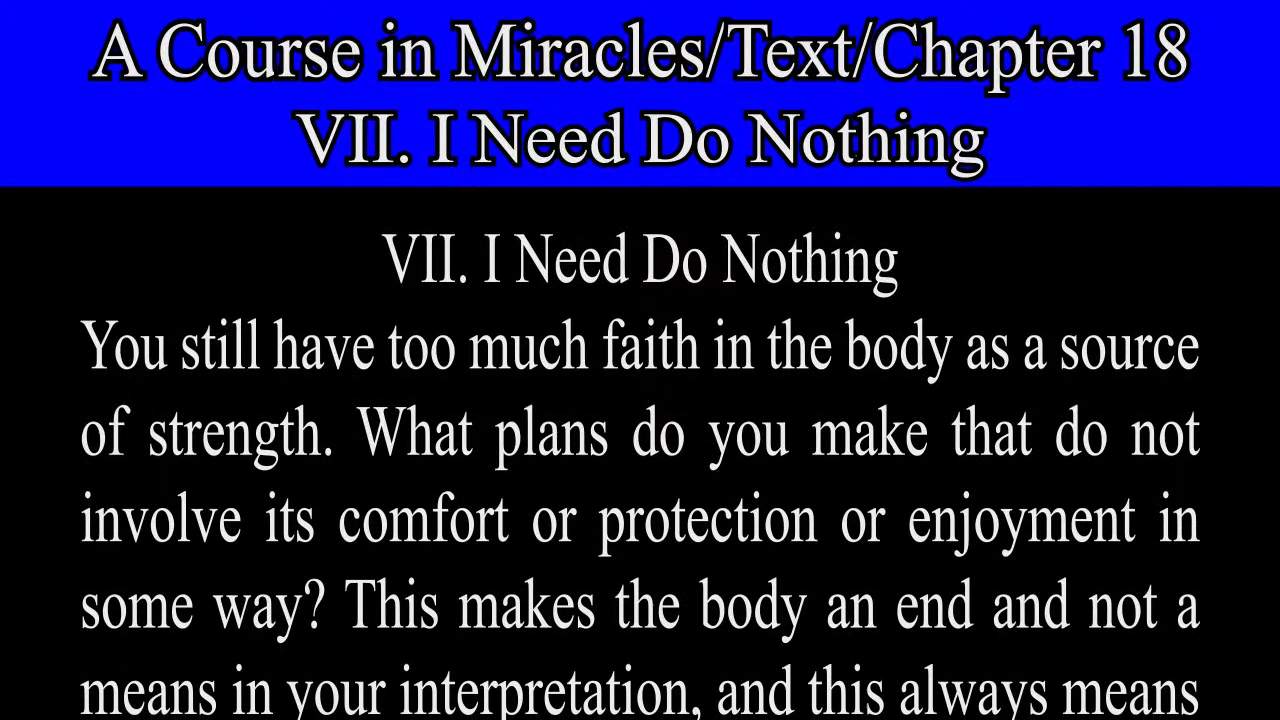 A Course in Miracles/Text/Chapter 18
VII. I Need Do Nothing
VII. I Need Do Nothing
You still have too much faith in the body as a source
of strength. What plans do you make that do not
involve its comfort or protection or enjoyment in
some way? This makes the body an end and not a
means in your interpretation, and this always means